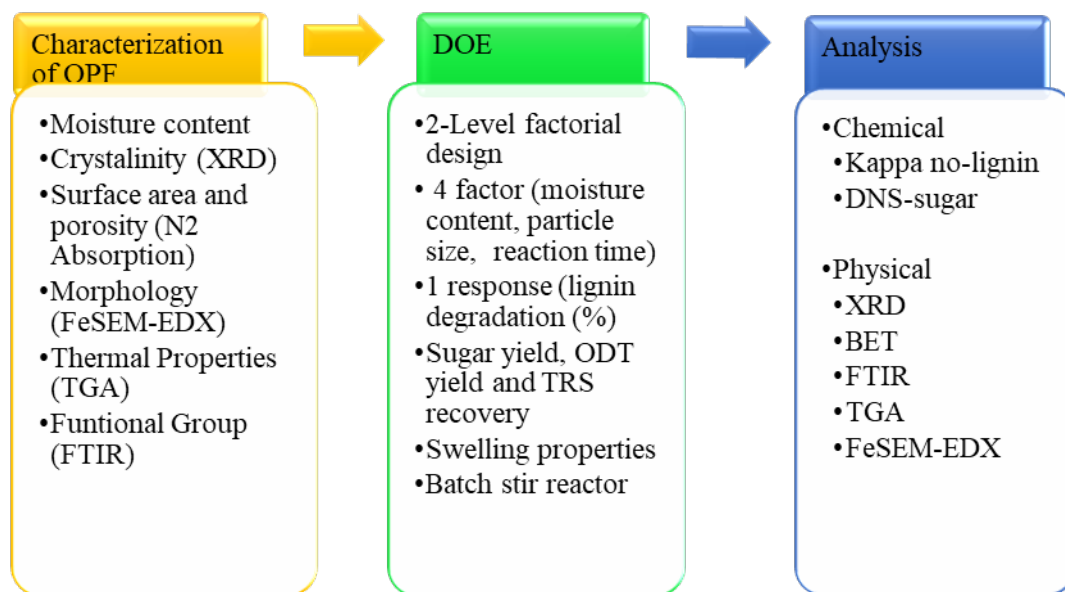 Characterization
of OPF
•Moisture content
•Crystalinity (XRD)
•Surface area and
porosity (N2
Absorption)
•Morphology
(FeSEM-EDX)
•Thermal Properties
(TGA)
•Funtional Group
(FTIR)
DOE
•2-Level factorial
design
• 4 factor (moisture
content, particle
size, reaction time)
•1 response (lignin
degradation (%)
•Sugar yield, ODT
yield and TRS
recovery
•Swelling properties
•Batch stir reactor
Analysis
•Chemical
•Kappa no-lignin
•DNS-sugar
•Physical
•XRD
•BET
•FTIR
•TGA
•FeSEM-EDX